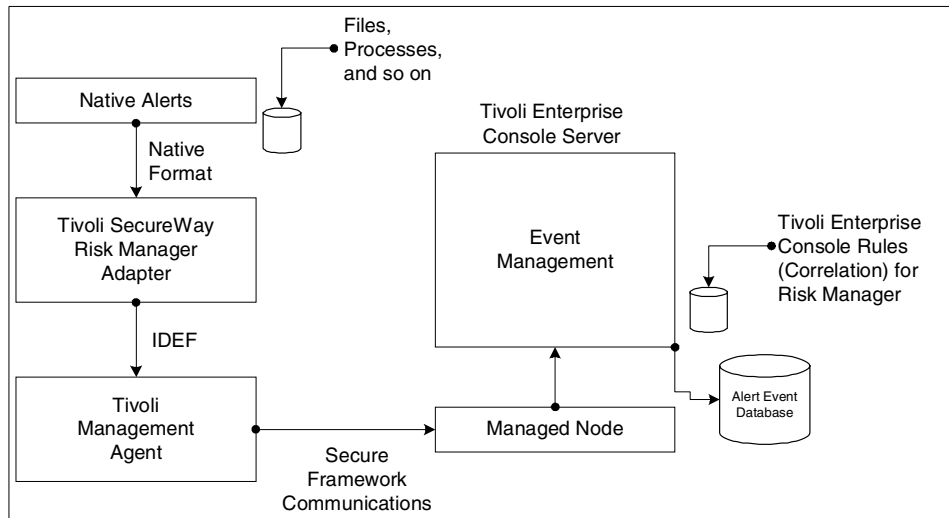 Files,
Processes,
and so on
Native Alerts
Native
Format
Tivoli SecureWay
Risk Manager
Adapter
IDEF
Tivoli
Management
Agent
Secure
Framework
Communications
Tivoli Enterprise
Console Server
Event
Management
Managed Node
Tivoli Enterprise
Console Rules
(Correlation) for
Risk Manager
Alert Event
Database